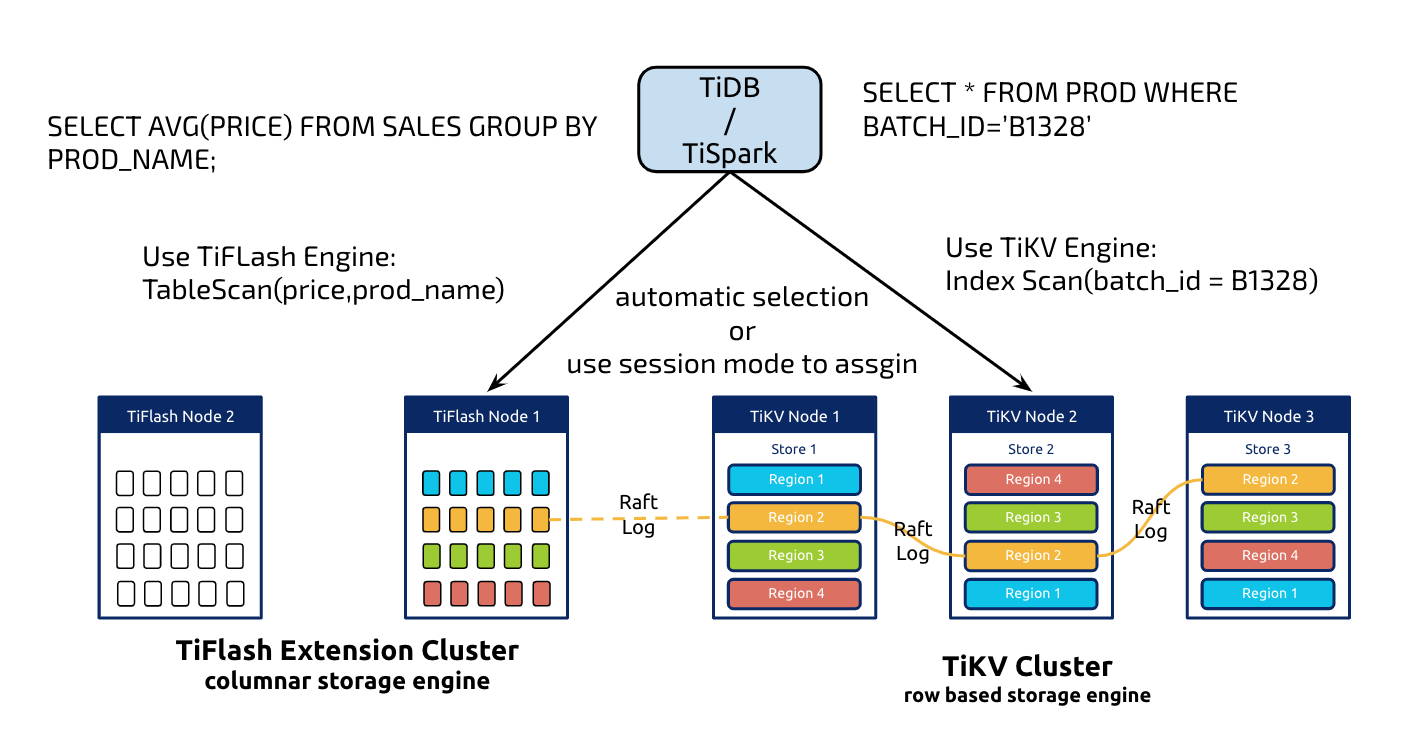 TiDB
/
TiSpark
SELECT AVG(PRICE) FROM SALES GROUP BY
PROD_NAME;
SELECT * FROM PROD WHERE
BATCH_ID=’B1328’
Use TiFLash Engine:
TableScan(price,prod_name)
Use TiKV Engine:
Index Scan(batch_id = B1328)
automatic selection
or
use session mode to assgin
TiFlash Node 2
TiFlash Node 1
Raft
Log
TiKV Node 1
Store 1
Region 1
Region 2
Region 3
Region 4
Raft
Log
TiKV Node 2
Store 2
Region 4
Region 3
Region 2
Region 1
Raft
Log
TiKV Node 3
Store 3
Region 2
Region 3
Region 4
Region 1
TiFlash Extension Cluster
columnar storage engine
TiKV Cluster
row based storage engine